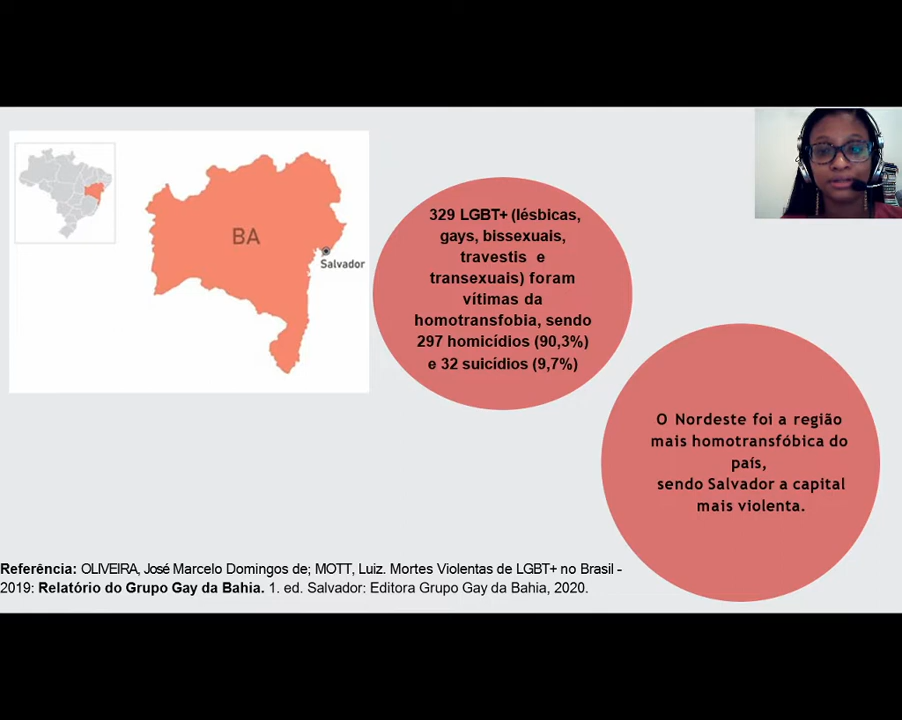 BA
Salvador
329 LGBT+ (lésbicas,
gays, bissexuais,
travestis e
transexuais) foram
vítimas da
homotransfobia, sendo
297 homicídios (90,3%)
e 32 suicídios (9,7%)
O Nordeste foi a região
mais homotransfóbica do
país,
sendo Salvador a capital
mais violenta.
Referência: OLIVEIRA, José Marcelo Domingos de; MOTT, Luiz. Mortes Violentas de LGBT+ no Brasil -
2019: Relatório do Grupo Gay da Bahia. 1. ed. Salvador: Editora Grupo Gay da Bahia, 2020.